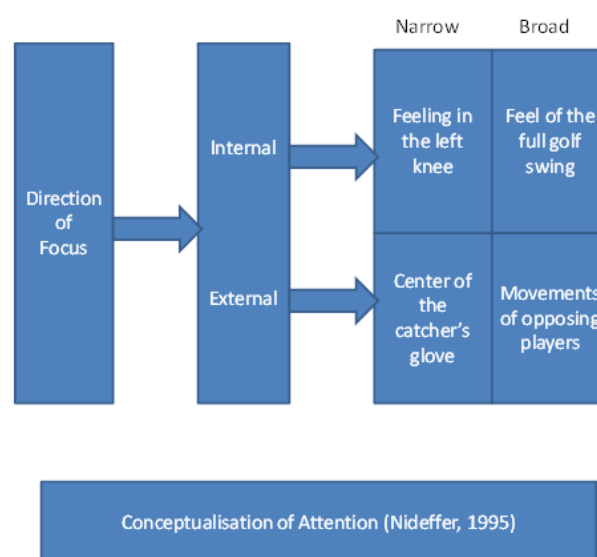 Narrow Broad
Direction
of
Focus
Internal
External
Feeling in
the left
knee
Feel of the
full golf
swing
Center of
the
catcher's
glove
Movements
of opposing
players
Conceptualisation of Attention (Nideffer, 1995)